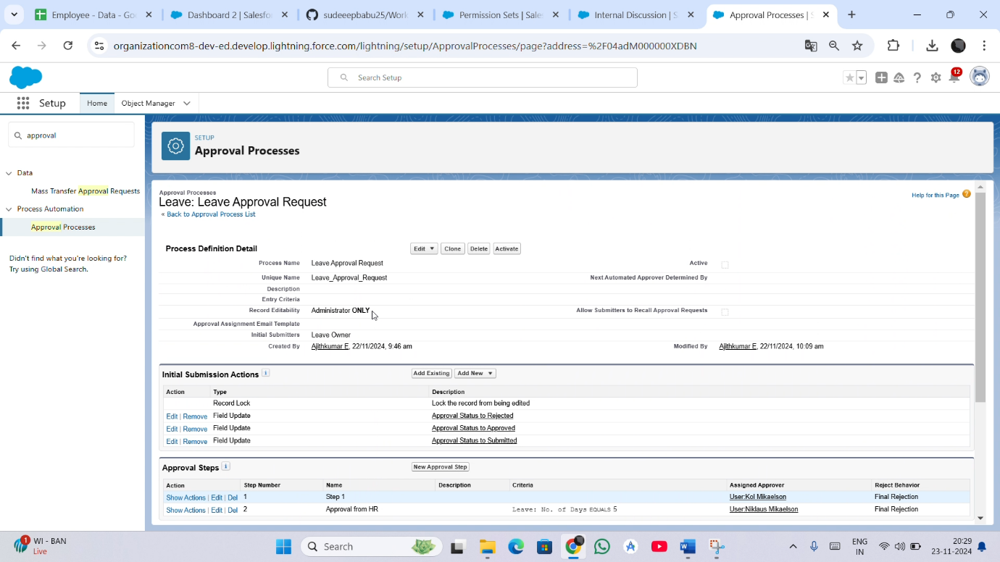 Employee - Data - Go
Dashboard 2 | Salesfo
sudeeepbabu25/Work
Permission Sets | Sale
Internal Discussion | S
Approval Processes | S
organizationcom8-dev-ed.develop.lightning.force.com/lightning/setup/ApprovalProcesses/page?address=%2F04adM000000XDBN
Search Setup
12
Setup
Home
Object Manager
approval
SETUP
Approval Processes
Data
Mass Transfer Approval Requests
Process Automation
Approval Processes
Didn't find what you're looking for?
Try using Global Search.
Approval Processes
Leave: Leave Approval Request
« Back to Approval Process List
Help for this Page ?
Process Definition Detail
Edit
Clone
Delete
Activate
Process Name Leave Approval Request Active
Unique Name Leave_Approval_Request Next Automated Approver Determined By
Description
Entry Criteria
Record Editability Administrator ONLY Allow Submitters to Recall Approval Requests
Approval Assignment Email Template
Initial Submitters Leave Owner
Created By Ajithkumar E, 22/11/2024, 9:46 am Modified By Ajithkumar E, 22/11/2024, 10:09 am
Initial Submission Actions i Add Existing Add New
Action Type Description
Record Lock Lock the record from being edited
Edit | Remove Field Update Approval Status to Rejected
Edit | Remove Field Update Approval Status to Approved
Edit | Remove Field Update Approval Status to Submitted
Approval Steps i New Approval Step
Action Step Number Name Description Criteria Assigned Approver Reject Behavior
Show Actions | Edit | Del 1 Step 1 User:Kol Mikaelson Final Rejection
Show Actions | Edit | Del 2 Approval from HR Leave: No. of Days EQUALS 5 User:Niklaus Mikaelson Final Rejection
1
WI - BAN
Live
Search
ENG
IN
20:29
23-11-2024